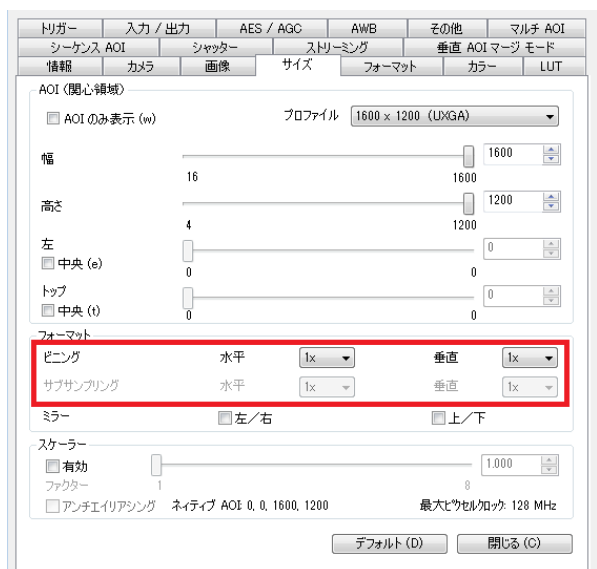 トリガー 入力 / 出力 AES / AGC AWB その他 マルチ AOI
シーケンス AOI シャッター ストリーミング 垂直 AOI マージ モード
情報 カメラ 画像 サイズ フォーマット カラー LUT
AOI (関心領域)
AOI のみ表示 (w) プロファイル 1600 x 1200 (UXGA)
幅 1600
16 1600
高さ 1200
4 1200
左 0
中央 (e)
0 0
トップ 0
中央 (t)
0 0
フォーマット
ビニング 水平 1x 垂直 1x
サブサンプリング 水平 1x 垂直 1x
ミラー 左/右 上/下
スケーラー
有効 1.000
ファクター 1 8
アンチエイリアシング ネイティブ AOI: 0, 0, 1600, 1200 最大ピクセルクロック: 128 MHz
デフォルト (D) 閉じる (C)